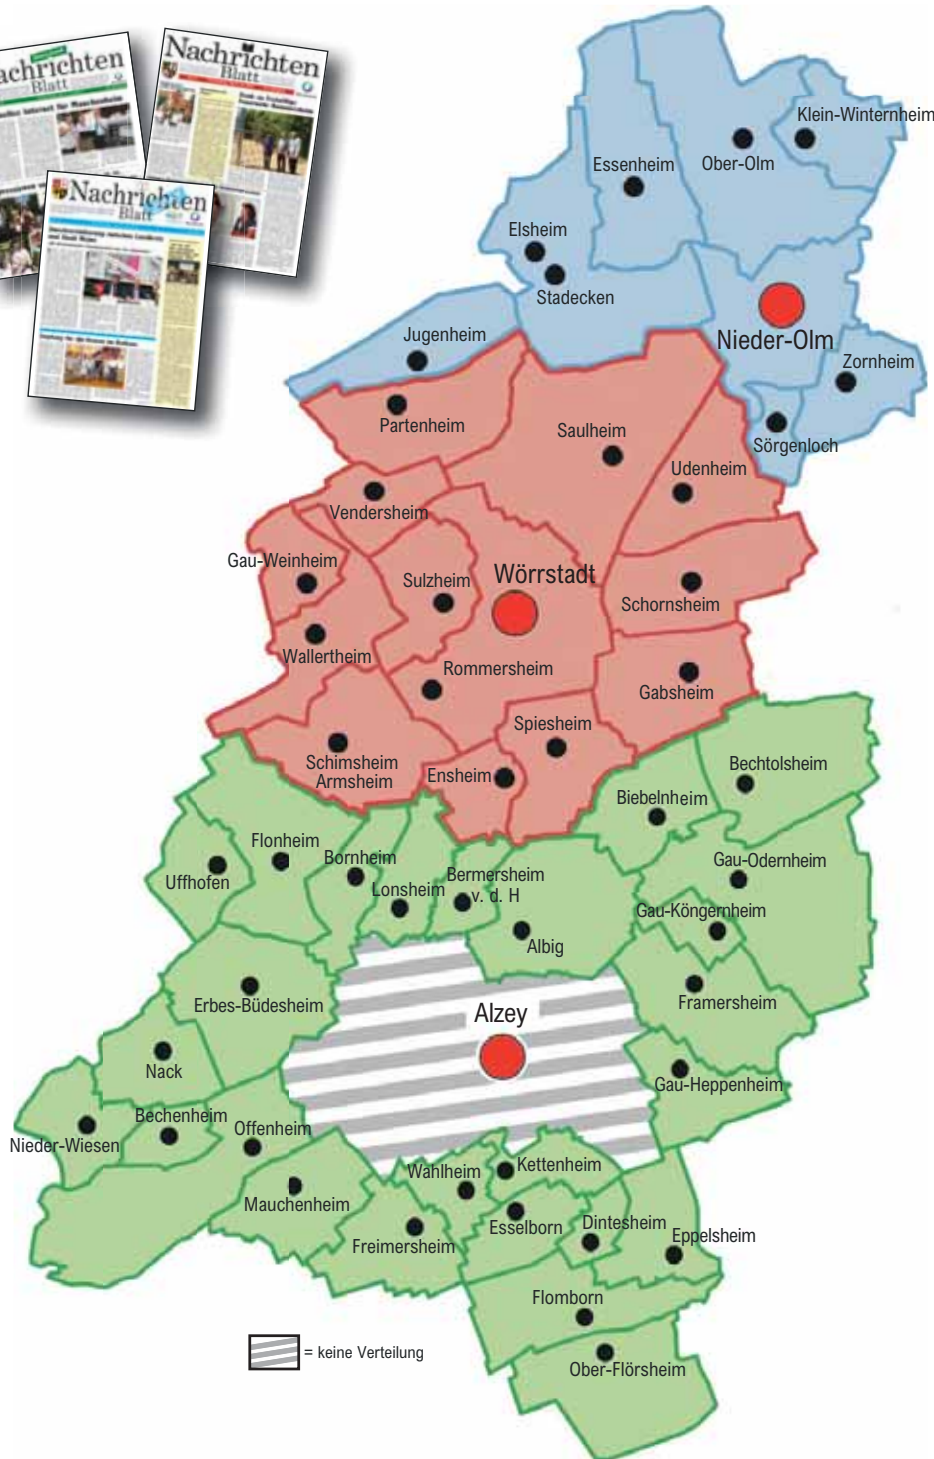 achrichten
Blatt
Nachrichten
Blatt
Nachrichten
Blatt
Klein-Winternheim
Ober-Olm
Essenheim
Elsheim
Stadecken
Nieder-Olm
Jugenheim
Zornheim
Partenheim
Saulheim
Sörgenloch
Udenheim
Vendersheim
Gau-Weinheim
Sulzheim
Wörrstadt
Schornsheim
Wallertheim
Rommersheim
Gabsheim
Spiesheim
Schimsheim
Armsheim
Ensheim
Bechtolsheim
Biebelnheim
Flonheim
Bornheim
Gau-Odernheim
Uffhofen
Lonsheim
Bermersheim
v. d. H
Gau-Köngernheim
Albig
Erbes-Büdesheim
Framersheim
Alzey
Nack
Gau-Heppenheim
Bechenheim
Offenheim
Nieder-Wiesen
Wahlheim
Kettenheim
Mauchenheim
Esselborn
Dintesheim
Eppelsheim
Freimersheim
Flomborn
= keine Verteilung
Ober-Flörsheim